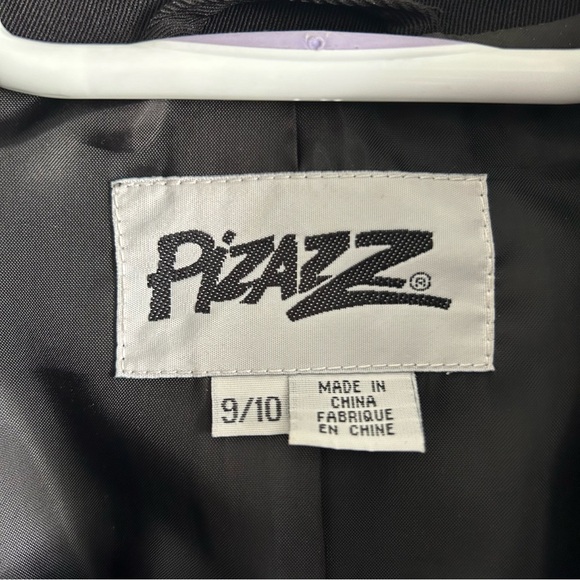 PiZAZZ®
9/10
MADE IN
CHINA
FABRIQUE
EN CHINE